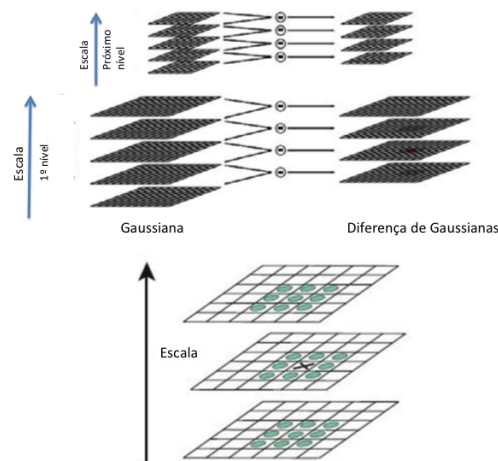 Escala
Próximo
nível
Escala
1º nível
Gaussiana
Diferença de Gaussianas
Escala